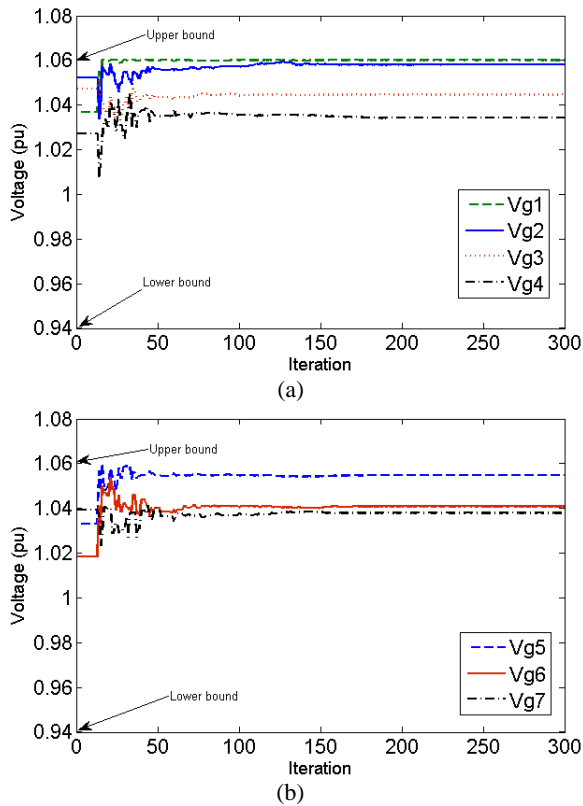 1.08
Upper bound
1.06
1.04
1.02
1
0.98
0.96
0.94
Voltage (pu)
Vg1
Vg2
Vg3
Vg4
Lower bound
0 50 100 150 200 250 300
Iteration
(a)
1.08
Upper bound
1.06
1.04
1.02
1
0.98
0.96
0.94
Voltage (pu)
Vg5
Vg6
Vg7
Lower bound
0 50 100 150 200 250 300
Iteration
(b)